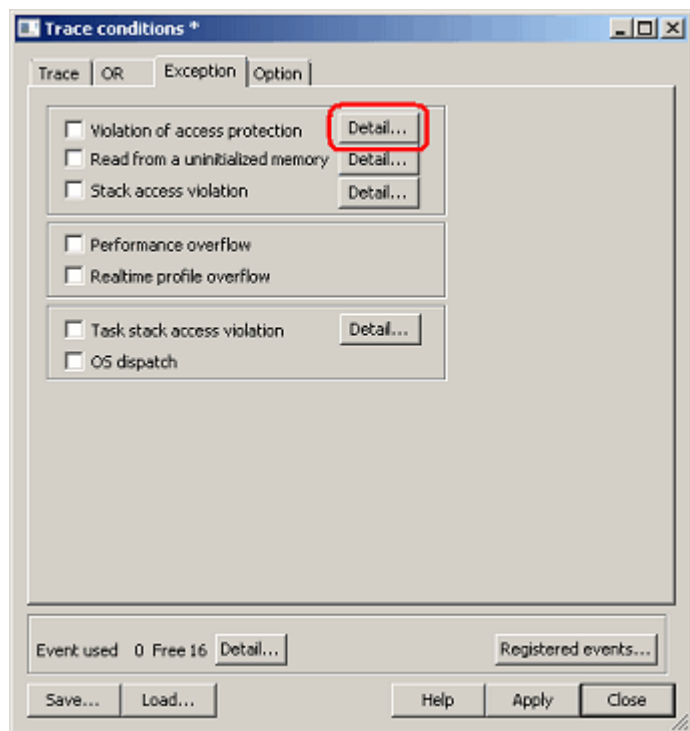 Trace conditions *
Trace OR Exception Option
Violation of access protection Detail...
Read from a uninitialized memory Detail...
Stack access violation Detail...
Performance overflow
Realtime profile overflow
Task stack access violation Detail...
OS dispatch
Event used 0 Free 16 Detail... Registered events...
Save... Load... Help Apply Close